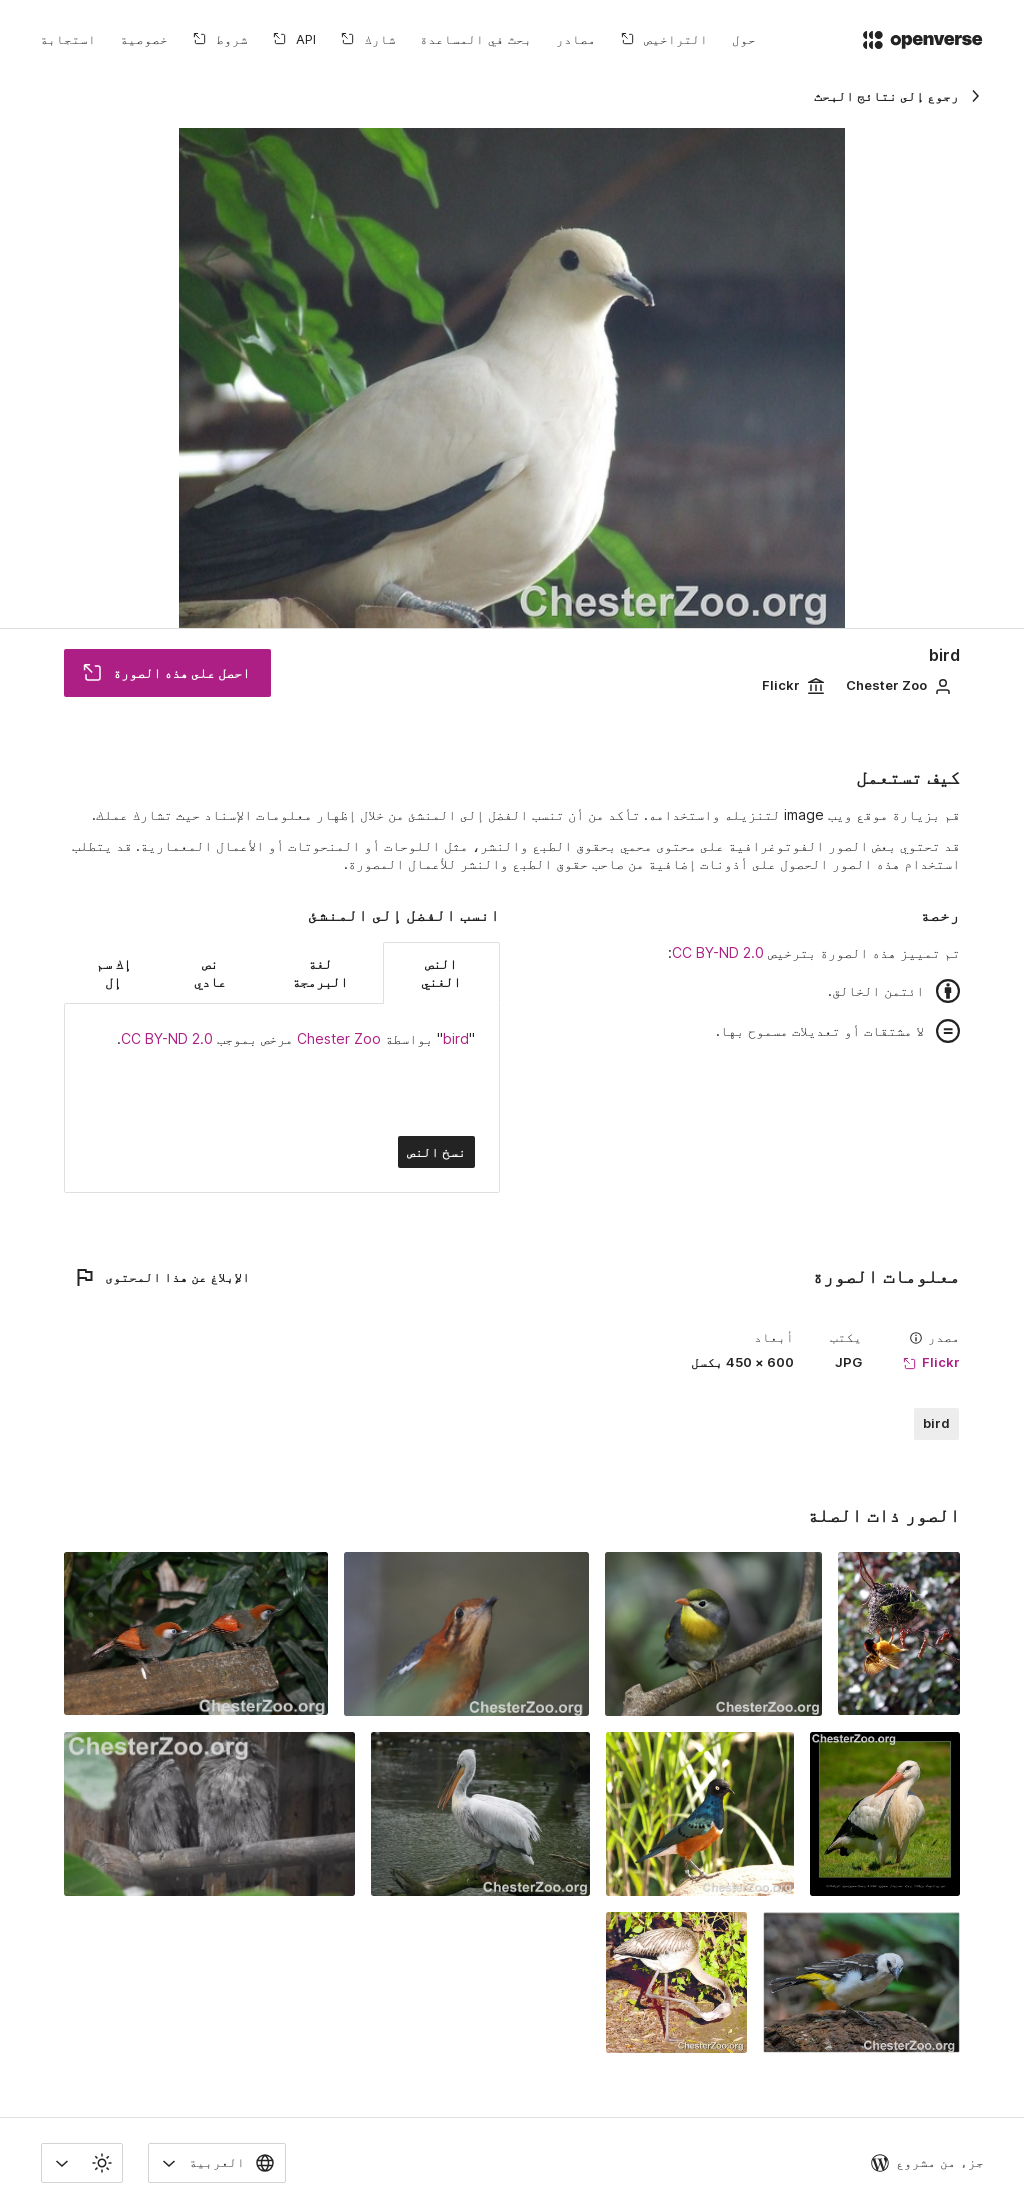 openverse
حول
التراخيص
مصادر
بحث في المساعدة
شارك
API
شروط
خصوصية
استجابة
رجوع إلى نتائج البحث
ChesterZoo.org
bird
Chester Zoo
Flickr
احصل على هذه الصورة
كيف تستعمل
قم بزيارة موقع ويب image لتنزيله واستخدامه. تأكد من أن تنسب الفضل إلى المنشئ من خلال إظهار معلومات الإسناد حيث تشارك عملك.
قد تحتوي بعض الصور الفوتوغرافية على محتوى محمي بحقوق الطبع والنشر، مثل اللوحات أو المنحوتات أو الأعمال المعمارية. قد يتطلب
استخدام هذه الصور الحصول على أذونات إضافية من صاحب حقوق الطبع والنشر للأعمال المصورة.
رخصة
تم تمييز هذه الصورة بترخيص CC BY-ND 2.0:
ائتمن الخالق.
لا مشتقات أو تعديلات مسموح بها.
انسب الفضل إلى المنشئ
النص
الغني
لغة
البرمجة
نص
عادي
إك سم
إل
"bird" بواسطة Chester Zoo مرخص بموجب CC BY-ND 2.0.
نسخ النص
معلومات الصورة
الإبلاغ عن هذا المحتوى
مصدر
Flickr
يكتب
JPG
أبعاد
600 × 450 بكسل
bird
الصور ذات الصلة
ChesterZoo.org
ChesterZoo.org
ChesterZoo.org
ChesterZoo.org
ChesterZoo.org
ChesterZoo.org
ChesterZoo.org
ChesterZoo.org
ChesterZoo.org
جزء من مشروع
العربية